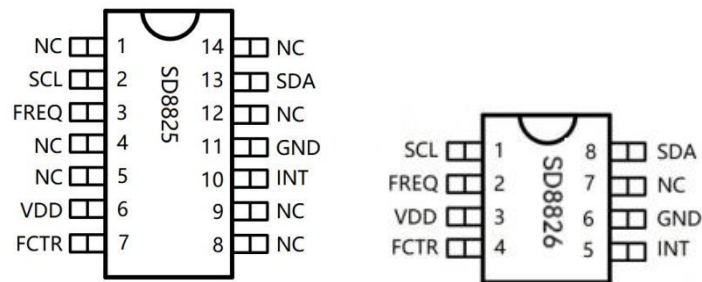 NC 1 14 NC
SCL 2 13 SDA
FREQ 3 12 NC
NC 4 11 GND
NC 5 10 INT
VDD 6 9 NC
FCTR 7 8 NC
SD8825
SCL 1 8 SDA
FREQ 2 7 NC
VDD 3 6 GND
FCTR 4 5 INT
SD8826